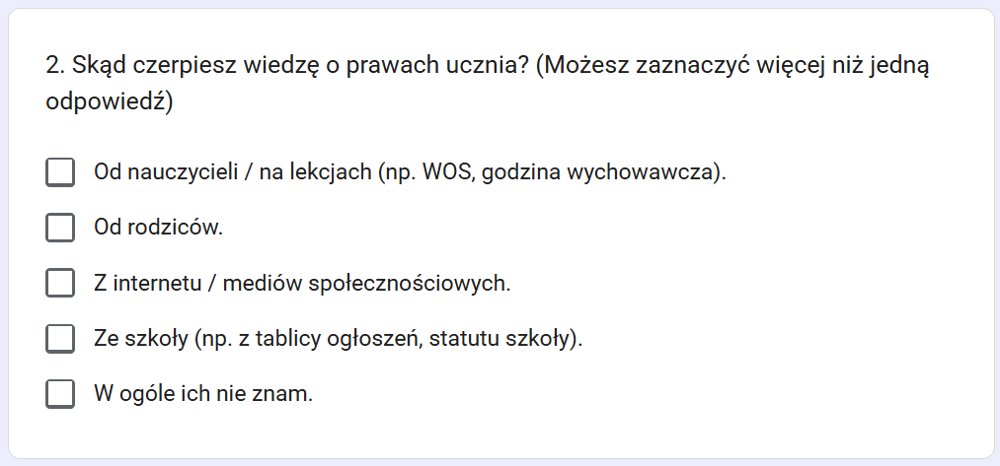 2. Skąd czerpiesz wiedzę o prawach ucznia? (Możesz zaznaczyć więcej niż jedną
odpowiedź)
Od nauczycieli / na lekcjach (np. WOS, godzina wychowawcza).
Od rodziców.
Z internetu / mediów społecznościowych.
Ze szkoły (np. z tablicy ogłoszeń, statutu szkoły).
W ogóle ich nie znam.